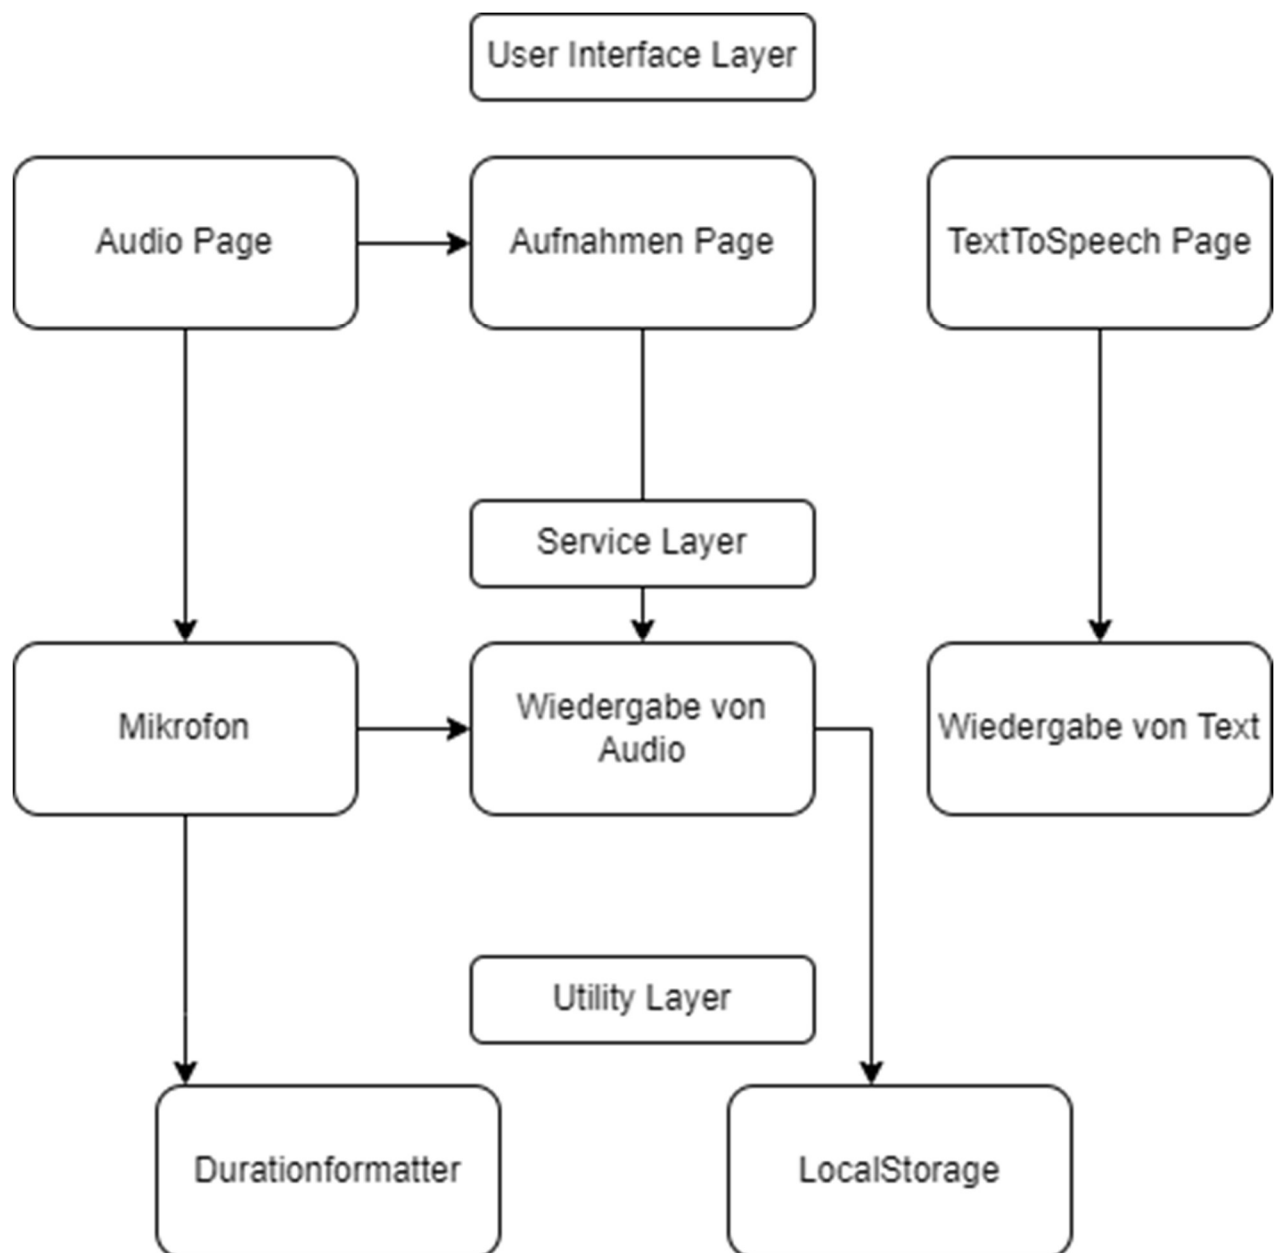 User Interface Layer
Audio Page
Aufnahmen Page
TextToSpeech Page
Service Layer
Mikrofon
Wiedergabe von
Audio
Wiedergabe von Text
Utility Layer
Durationformatter
LocalStorage